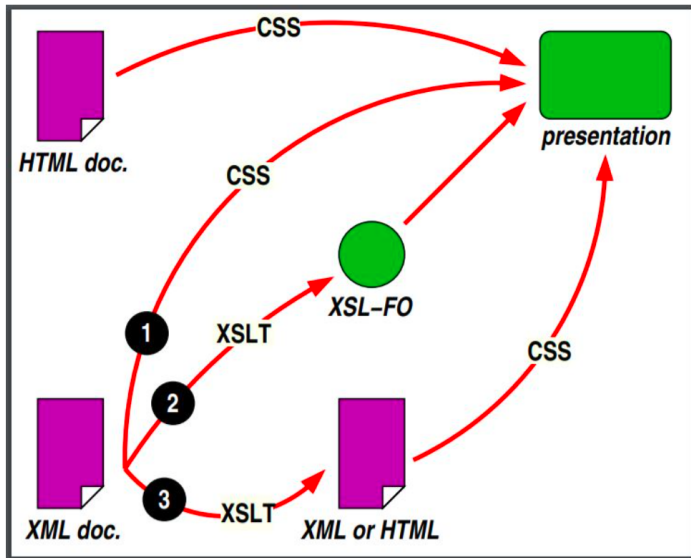 CSS
HTML doc.
presentation
CSS
XSL–FO
1
XSLT
CSS
2
3
XSLT
XML doc.
XML or HTML